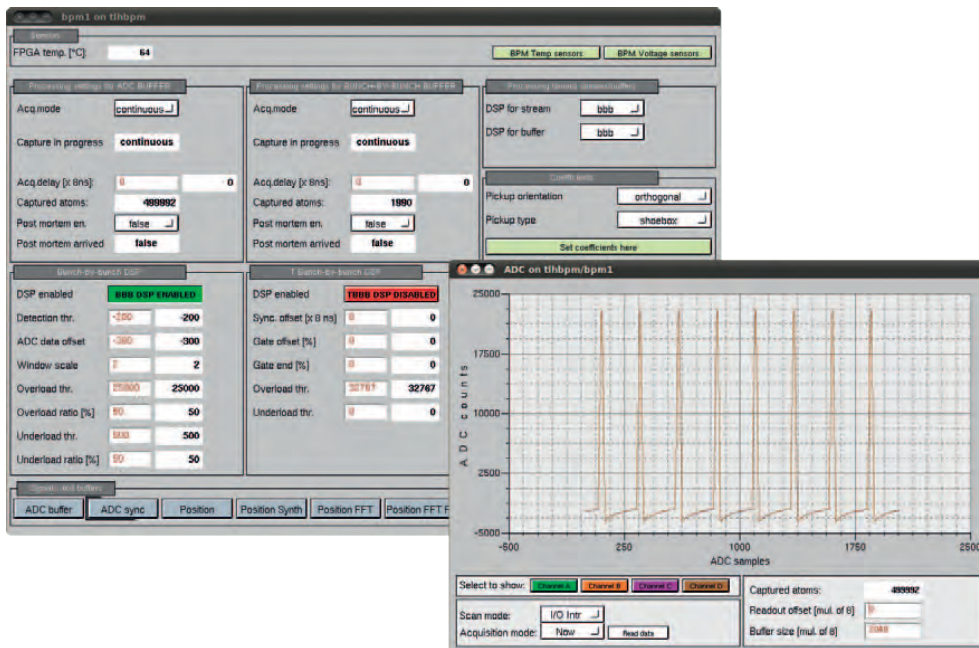 bpm1 on tlhbpm
Sensors
FPGA temp. [°C]: 64 BPM Temp sensors BPM Voltage sensors
Processing settings for ADC BUFFER
Acq.mode continuous
Capture in progress continuous
Acq.delay [x 8ns]: 0 0
Captured atoms: 499992
Post mortem en. false
Post mortem arrived false
Processing settings for BUNCH-BY-BUNCH BUFFER
Acq.mode continuous
Capture in progress continuous
Acq.delay [x 8ns]: 0 0
Captured atoms: 1990
Post mortem en. false
Post mortem arrived false
DSP for stream bbb
DSP for buffer bbb
Coefficients
Pickup orientation orthogonal
Pickup type shoebox
Set coefficients here
Bunch-by-bunch DSP
DSP enabled BBB DSP ENABLED
Detection thr. -200 -200
ADC data offset -300 -300
Window scale 2 2
Overload thr. 25000 25000
Overload ratio [%] 50 50
Underload thr. 500 500
Underload ratio [%] 50 50
T Bunch-by-bunch DSP
DSP enabled TBBB DSP DISABLED
Sync. offset [x 8 ns] 0 0
Gate offset [%] 0 0
Gate end [%] 0 0
Overload thr. 32767 32767
Underload thr. 0 0
Signals and buffers
ADC buffer ADC sync Position Position Synth Position FFT Position FFT F
ADC on tlhbpm/bpm1
25000
17500
10000
2500
-5000
ADC counts
-500 250 1000 1750 2500
ADC samples
Select to show: Channel A Channel B Channel C Channel D
Scan mode: I/O Intr
Acquisition mode: Now Read data
Captured atoms: 499992
Readout offset [mul. of 8] 0
Buffer size [mul. of 8] 2048